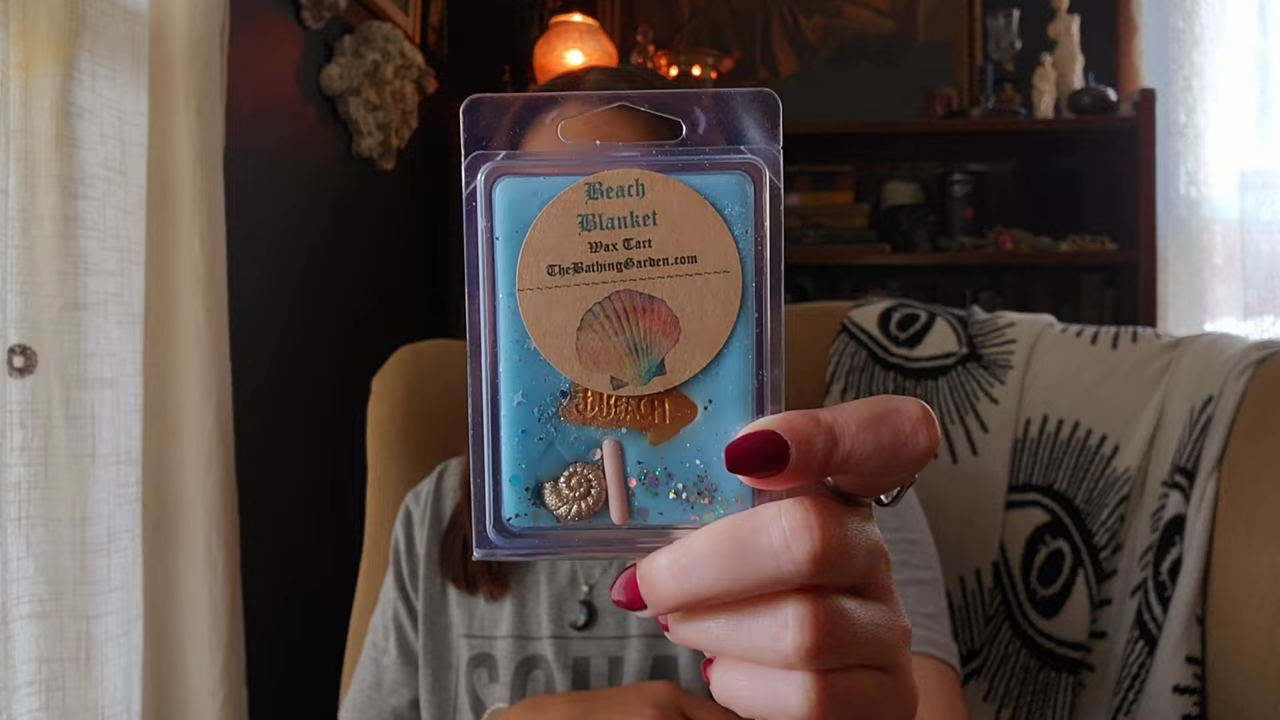 Beach
Blanket
Wax Tart
TheBathingGarden.com
BEACH